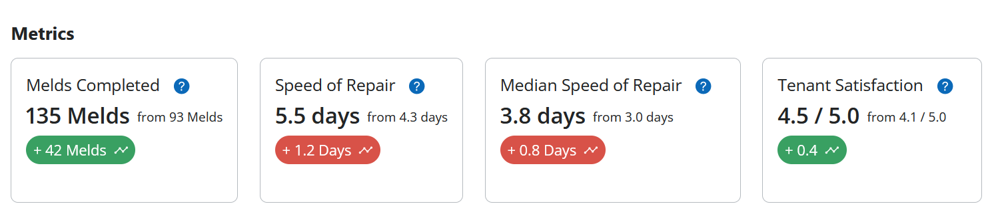 Metrics
Melds Completed ?
135 Melds from 93 Melds
+ 42 Melds
Speed of Repair ?
5.5 days from 4.3 days
+ 1.2 Days
Median Speed of Repair ?
3.8 days from 3.0 days
+ 0.8 Days
Tenant Satisfaction ?
4.5 / 5.0 from 4.1 / 5.0
+ 0.4